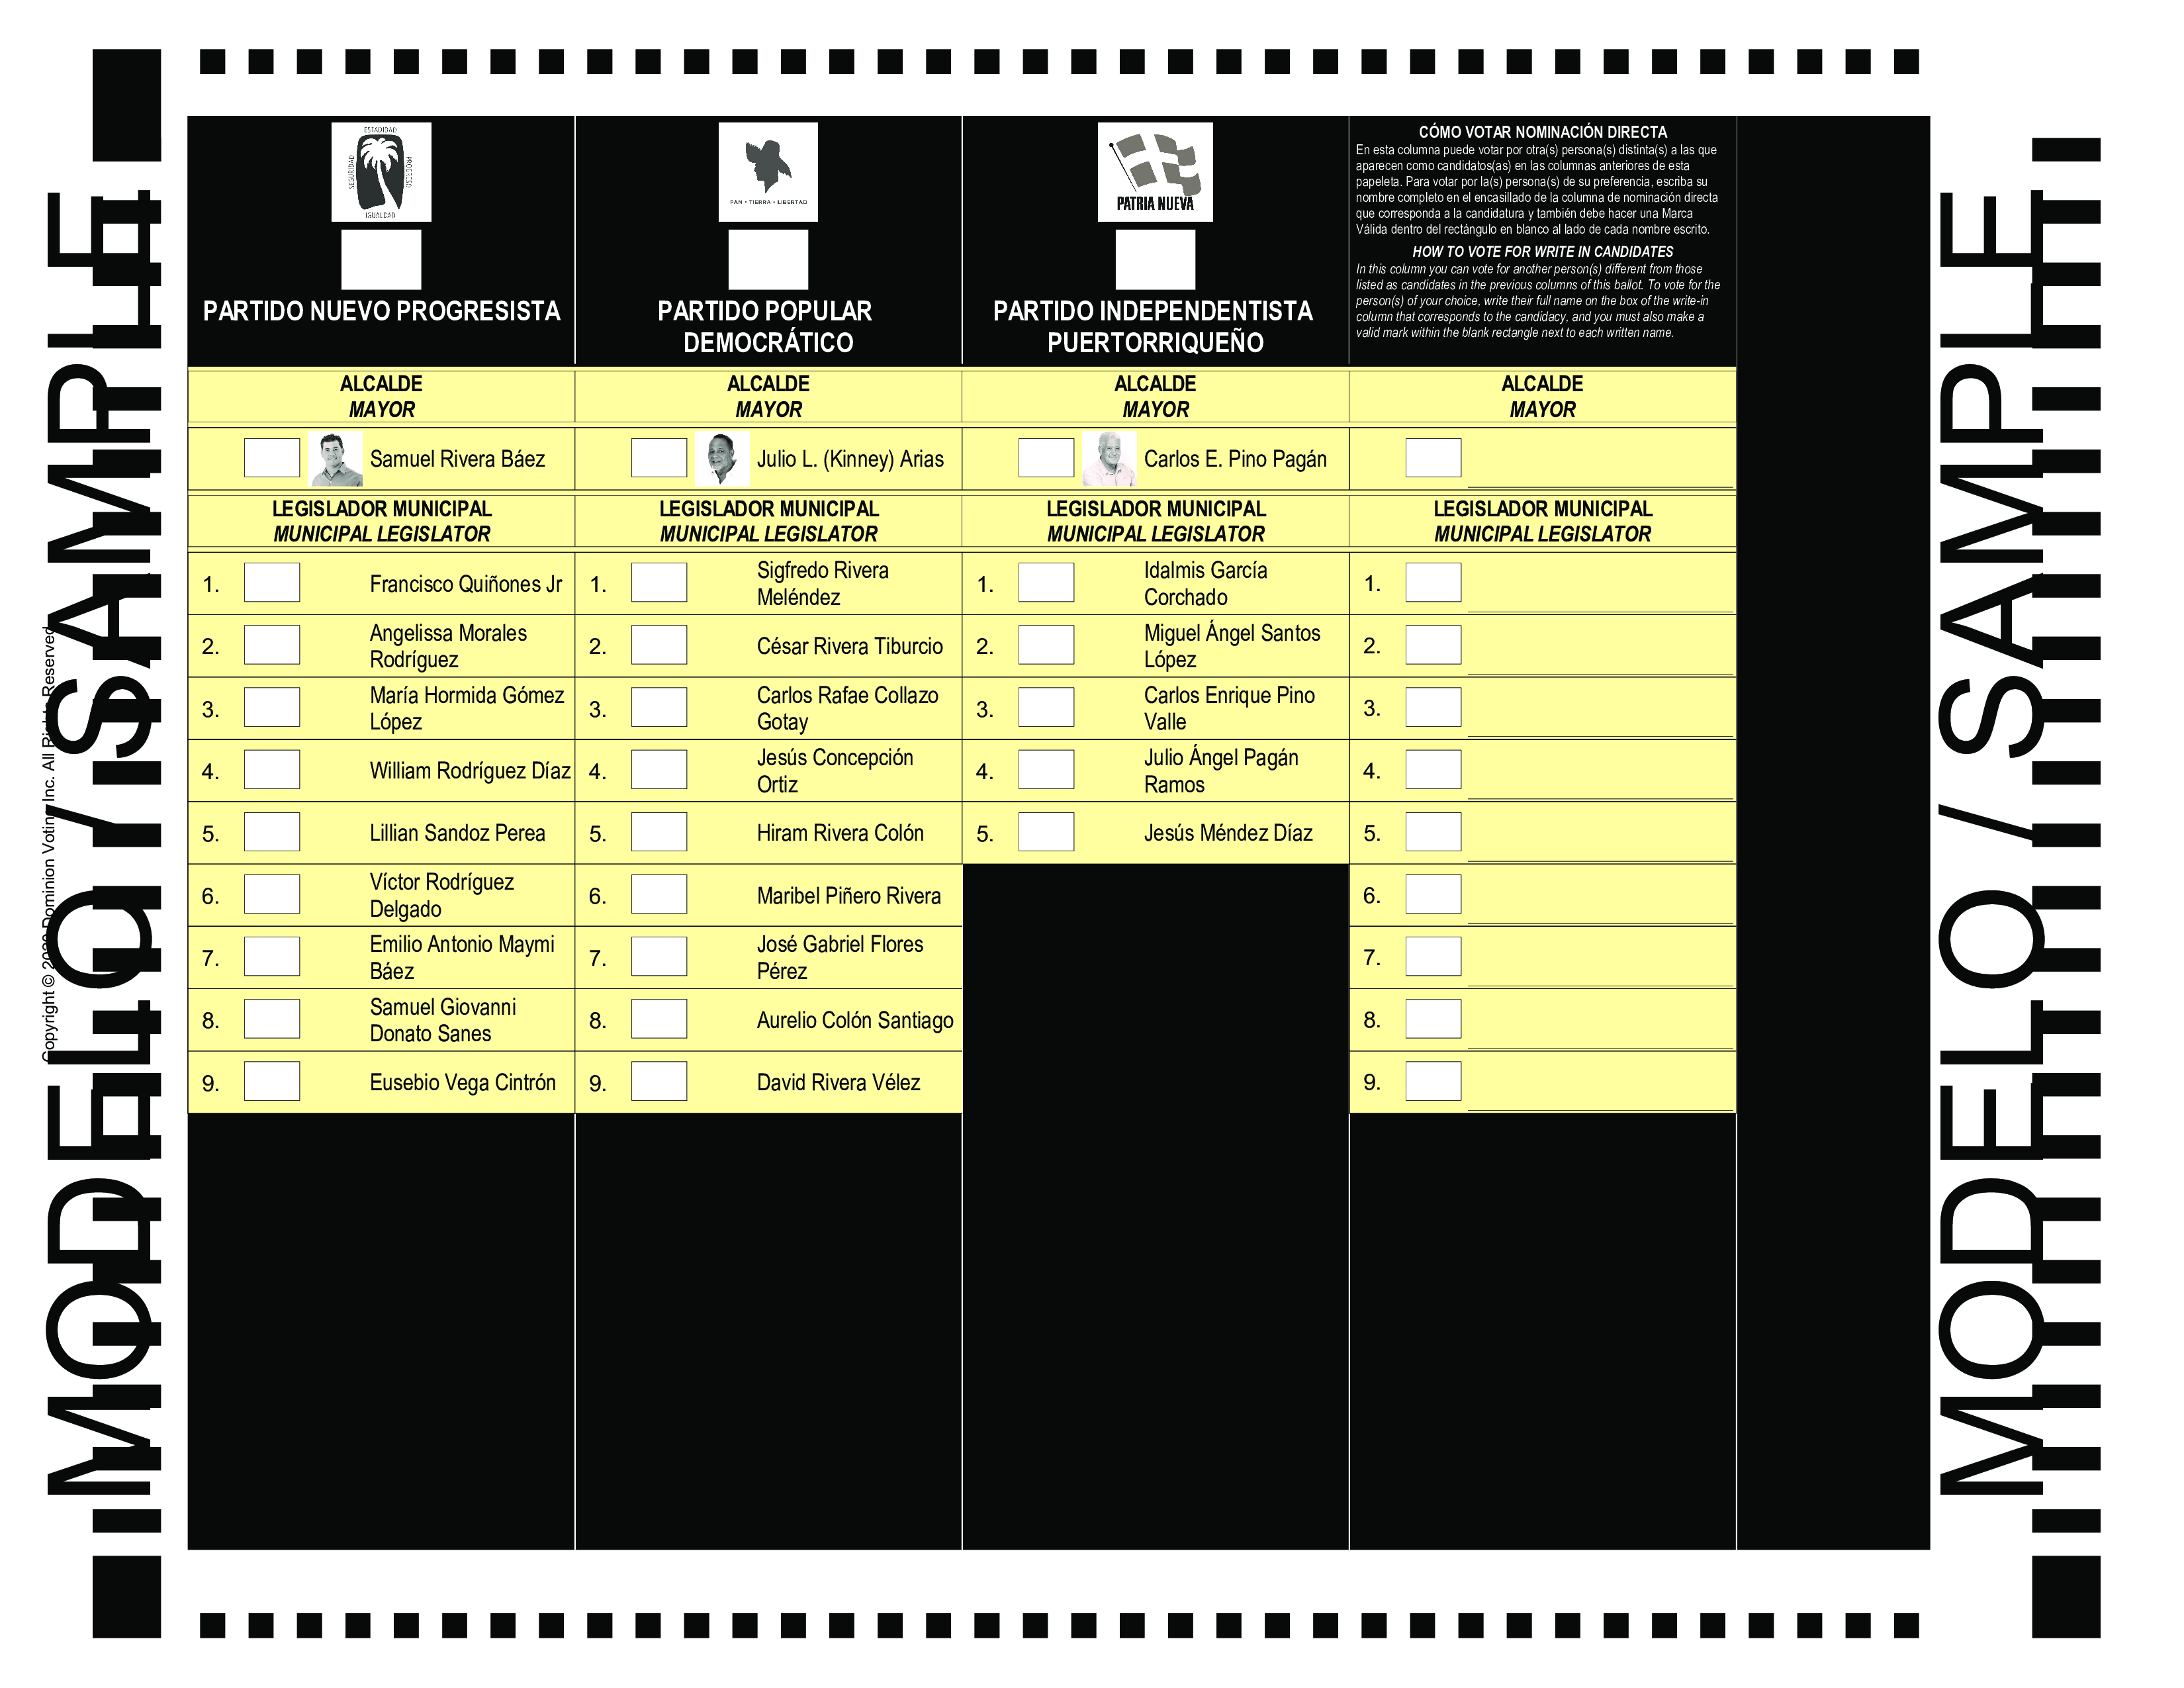 MODELO / SAMPLE
Copyright © 2020 Dominion Voting Inc. All Rights Reserved
ESTADIDAD
SEGURIDAD
PROGRESO
IGUALDAD
PARTIDO NUEVO PROGRESISTA
PAN • TIERRA • LIBERTAD
PARTIDO POPULAR
DEMOCRÁTICO
PATRIA NUEVA
PARTIDO INDEPENDENTISTA
PUERTORRIQUEÑO
CÓMO VOTAR NOMINACIÓN DIRECTA
En esta columna puede votar por otra(s) persona(s) distinta(s) a las que
aparecen como candidatos(as) en las columnas anteriores de esta
papeleta. Para votar por la(s) persona(s) de su preferencia, escriba su
nombre completo en el encasillado de la columna de nominación directa
que corresponda a la candidatura y también debe hacer una Marca
Válida dentro del rectángulo en blanco al lado de cada nombre escrito.
HOW TO VOTE FOR WRITE IN CANDIDATES
In this column you can vote for another person(s) different from those
listed as candidates in the previous columns of this ballot. To vote for the
person(s) of your choice, write their full name on the box of the write-in
column that corresponds to the candidacy, and you must also make a
valid mark within the blank rectangle next to each written name.
ALCALDE
MAYOR
Samuel Rivera Báez
LEGISLADOR MUNICIPAL
MUNICIPAL LEGISLATOR
1. Francisco Quiñones Jr
2. Angelissa Morales
Rodríguez
3. María Hormida Gómez
López
4. William Rodríguez Díaz
5. Lillian Sandoz Perea
6. Víctor Rodríguez
Delgado
7. Emilio Antonio Maymi
Báez
8. Samuel Giovanni
Donato Sanes
9. Eusebio Vega Cintrón
ALCALDE
MAYOR
Julio L. (Kinney) Arias
LEGISLADOR MUNICIPAL
MUNICIPAL LEGISLATOR
1. Sigfredo Rivera
Meléndez
2. César Rivera Tiburcio
3. Carlos Rafae Collazo
Gotay
4. Jesús Concepción
Ortiz
5. Hiram Rivera Colón
6. Maribel Piñero Rivera
7. José Gabriel Flores
Pérez
8. Aurelio Colón Santiago
9. David Rivera Vélez
ALCALDE
MAYOR
Carlos E. Pino Pagán
LEGISLADOR MUNICIPAL
MUNICIPAL LEGISLATOR
1. Idalmis García
Corchado
2. Miguel Ángel Santos
López
3. Carlos Enrique Pino
Valle
4. Julio Ángel Pagán
Ramos
5. Jesús Méndez Díaz
ALCALDE
MAYOR
LEGISLADOR MUNICIPAL
MUNICIPAL LEGISLATOR
1.
2.
3.
4.
5.
6.
7.
8.
9.
MODELO / SAMPLE